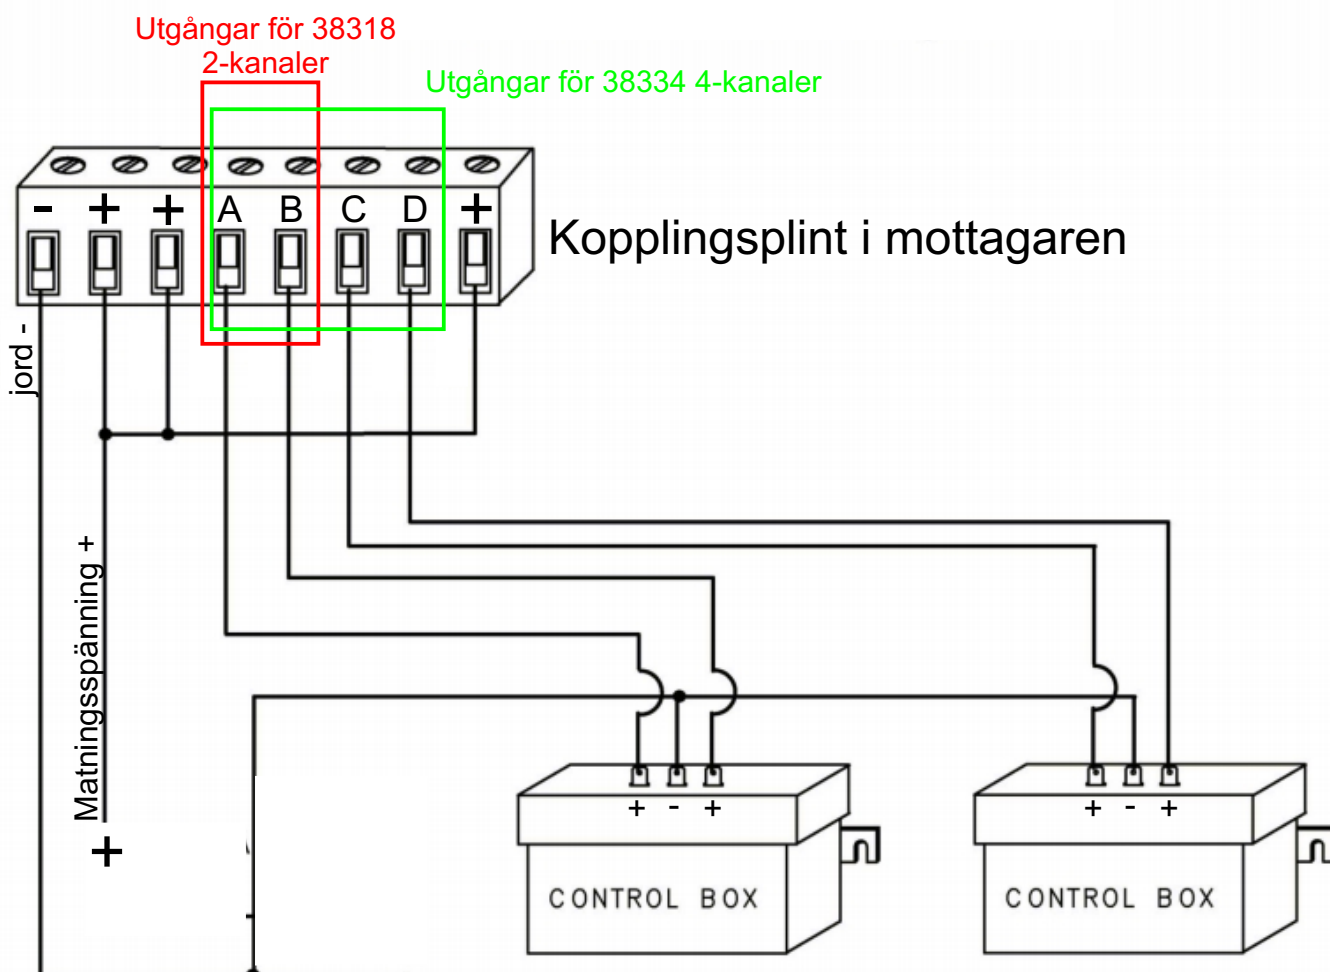 Utgångar för 38318
2-kanaler
Utgångar för 38334 4-kanaler
- + + A B C D +
Kopplingsplint i mottagaren
jord -
Matningsspänning +
+
+ - +
+ - +
CONTROL BOX
CONTROL BOX